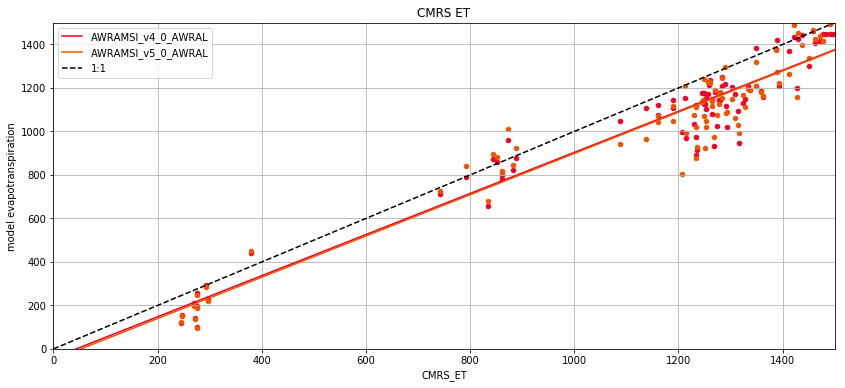 CMRS ET
AWRAMSI_v4_0_AWRAL
AWRAMSI_v5_0_AWRAL
1:1
model evapotranspiration
1400
1200
1000
800
600
400
200
0
0 200 400 600 800 1000 1200 1400
CMRS_ET